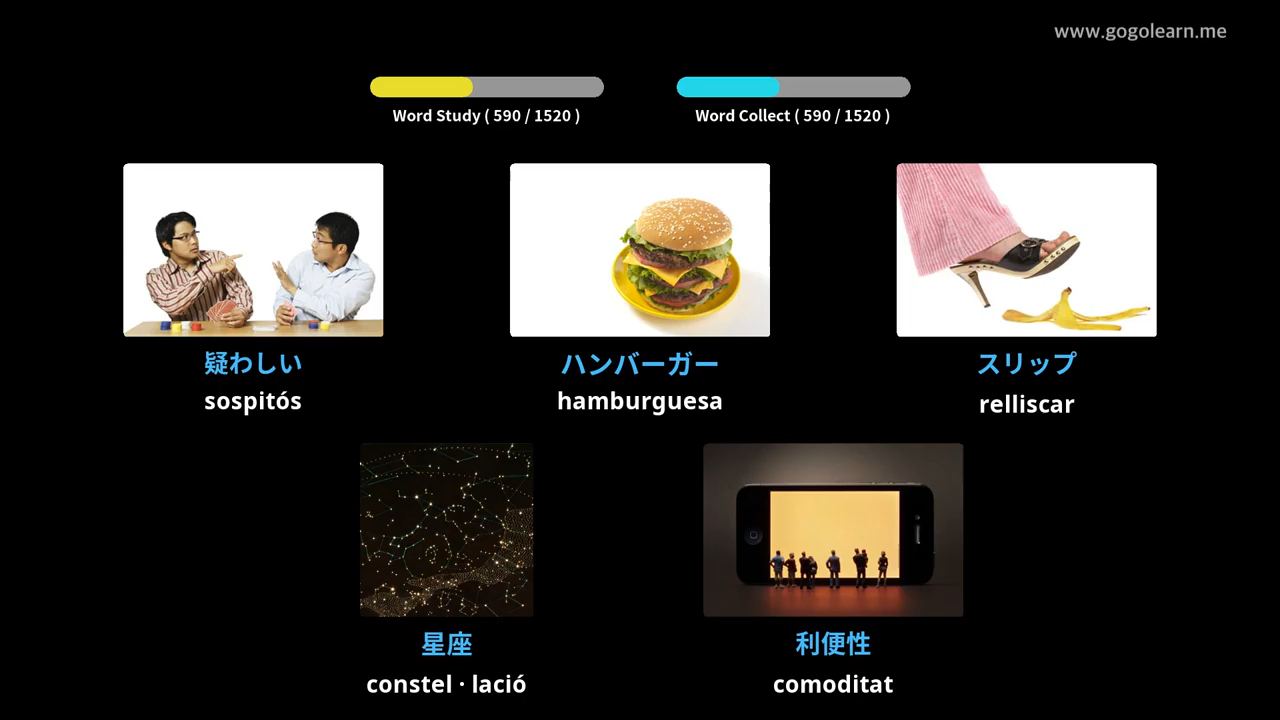 www.gogolearn.me
Word Study ( 590 / 1520 )
Word Collect ( 590 / 1520 )
疑わしい
sospitós
ハンバーガー
hamburguesa
スリップ
relliscar
星座
constel · lació
利便性
comoditat